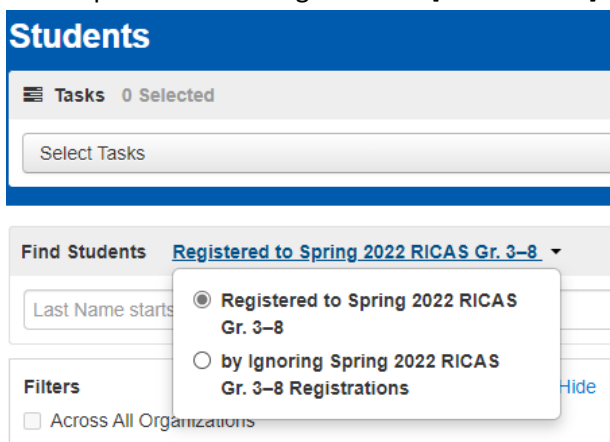 Students
Tasks 0 Selected
Select Tasks
Find Students Registered to Spring 2022 RICAS Gr. 3–8
Last Name starts
Registered to Spring 2022 RICAS
Gr. 3–8
by Ignoring Spring 2022 RICAS
Gr. 3–8 Registrations
Filters
Hide
Across All Organizations